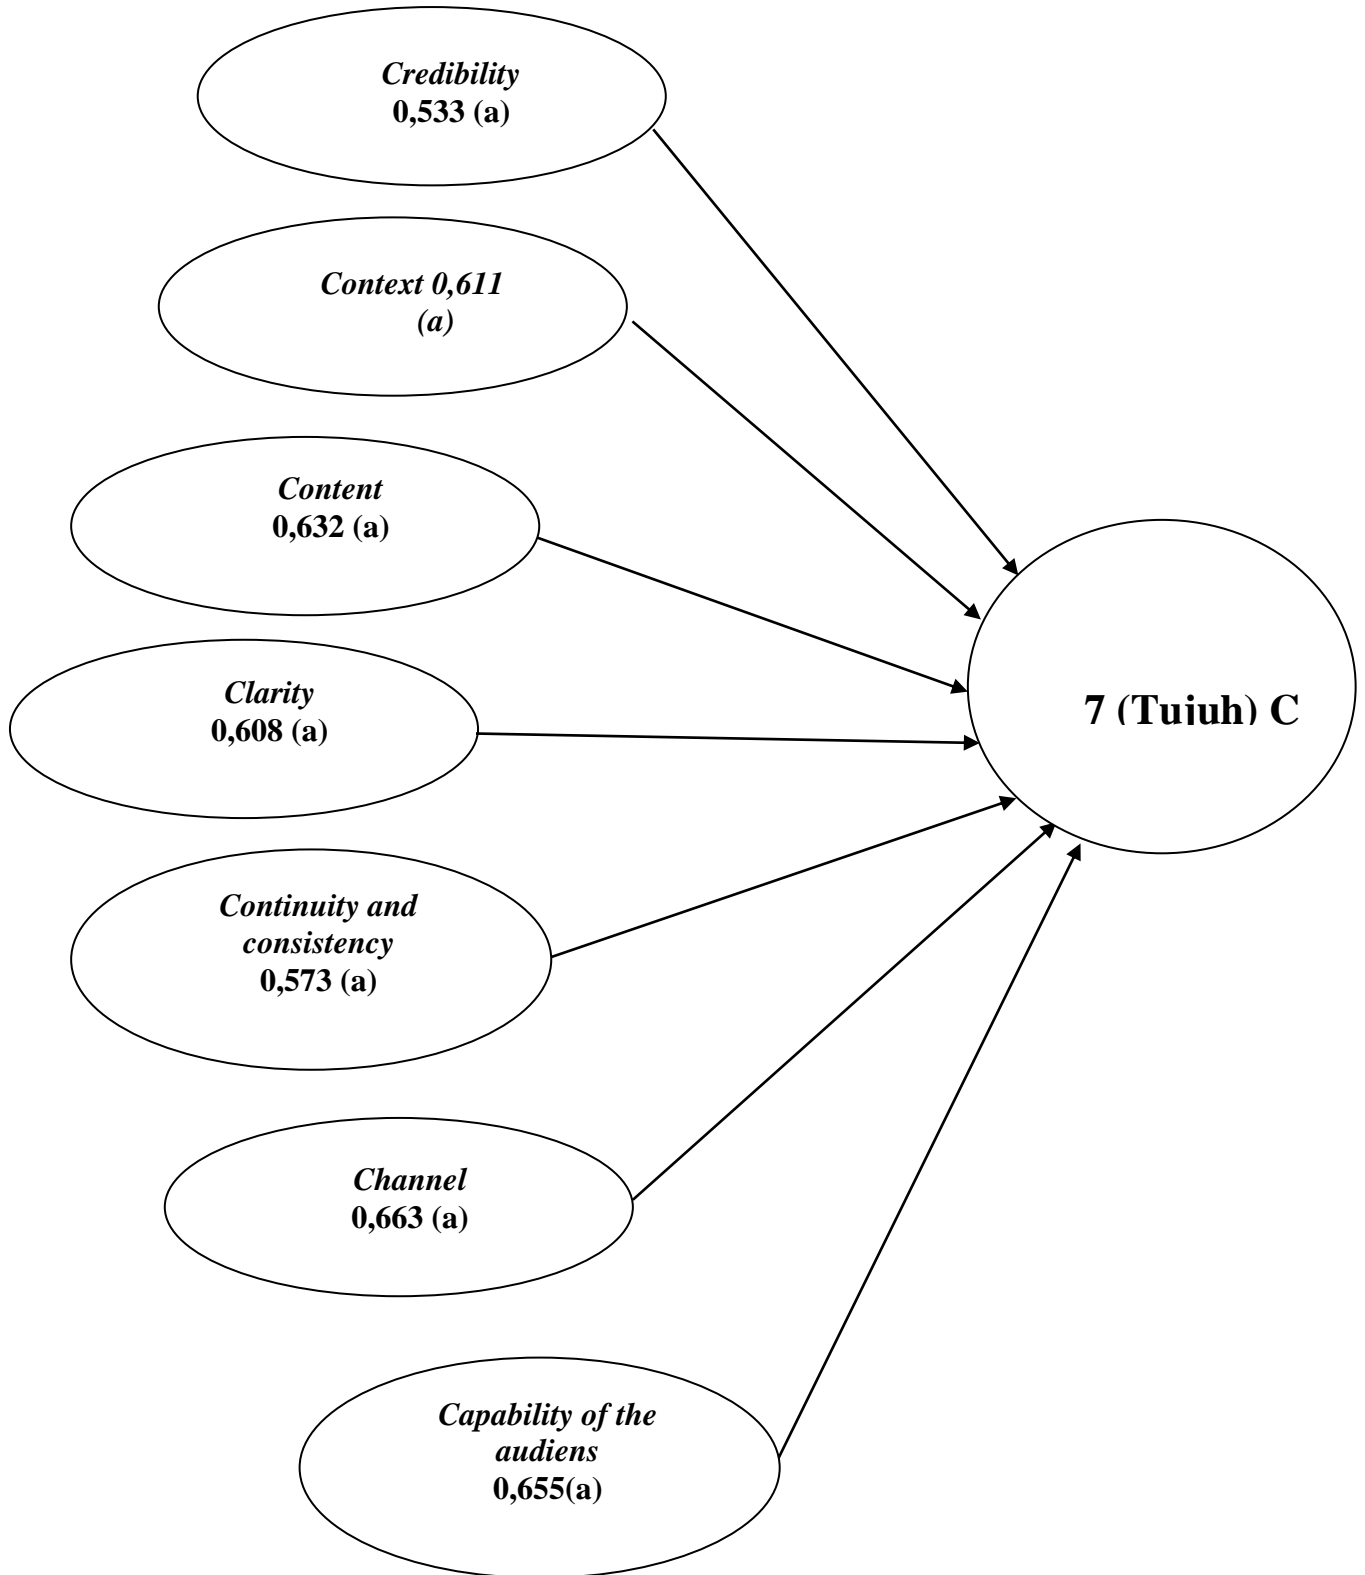 Credibility
0,533 (a)
Context 0,611
(a)
Content
0,632 (a)
Clarity
0,608 (a)
7 (Tujuh) C
Continuity and
consistency
0,573 (a)
Channel
0,663 (a)
Capability of the
audiens
0,655(a)